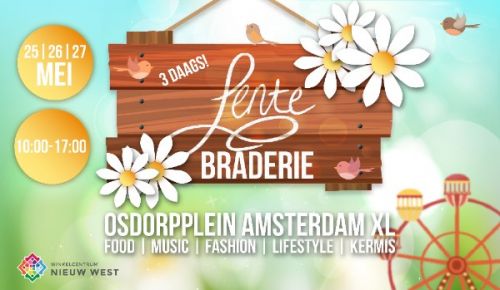 25 | 26 | 27
MEI
10:00-17:00
3 DAAGS!
Lente
BRADERIE
OSDORPPLEIN AMSTERDAM XL
FOOD | MUSIC | FASHION | LIFESTYLE | KERMIS
WINKELCENTRUM
NIEUW WEST